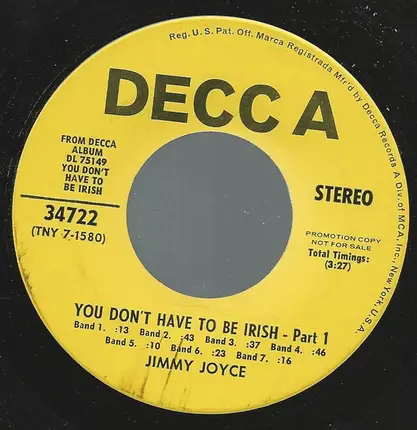 Reg. U.S. Pat. Off. Marca Registrada Mfr'd by Decca Records A Div. of MCA, Inc., New York, U.S.A.
DECCA
FROM DECCA
ALBUM
DL 75149
YOU DON'T
HAVE TO
BE IRISH
34722
(TNY 7-1580)
STEREO
PROMOTION COPY
NOT FOR SALE
Total Timings:
(3:27)
YOU DON'T HAVE TO BE IRISH - Part 1
Band 1. :13 Band 2. :43 Band 3. :37 Band 4. :46
Band 5. :10 Band 6. :23 Band 7. :16
JIMMY JOYCE